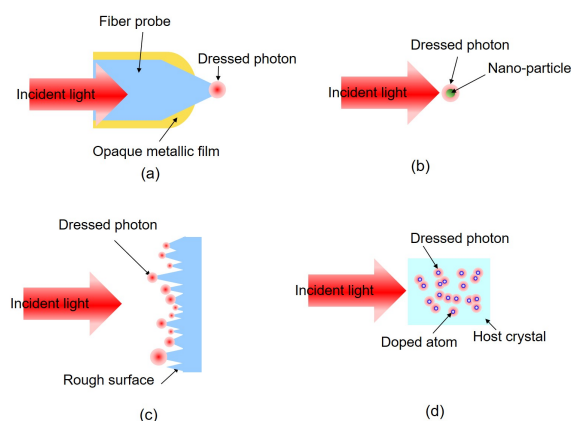 Fiber probe
Dressed photon
Incident light
Opaque metallic film
(a)
Dressed photon
Nano-particle
Incident light
(b)
Dressed photon
Incident light
Rough surface
(c)
Dressed photon
Incident light
Doped atom
Host crystal
(d)